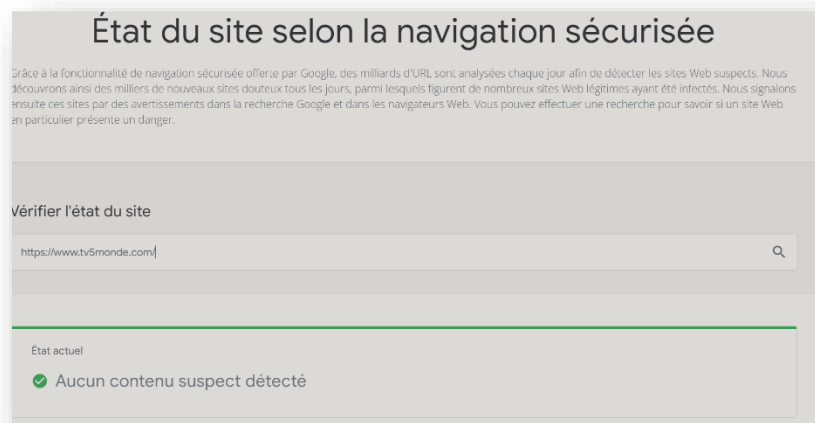 État du site selon la navigation sécurisée
Grâce à la fonctionnalité de navigation sécurisée offerte par Google, des milliards d'URL sont analysées chaque jour afin de détecter les sites Web suspects. Nous
découvrons ainsi des milliers de nouveaux sites douteux tous les jours, parmi lesquels figurent de nombreux sites Web légitimes ayant été infectés. Nous signalons
ensuite ces sites par des avertissements dans la recherche Google et dans les navigateurs Web. Vous pouvez effectuer une recherche pour savoir si un site Web
en particulier présente un danger.
Vérifier l'état du site
https://www.tv5monde.com/
État actuel
Aucun contenu suspect détecté